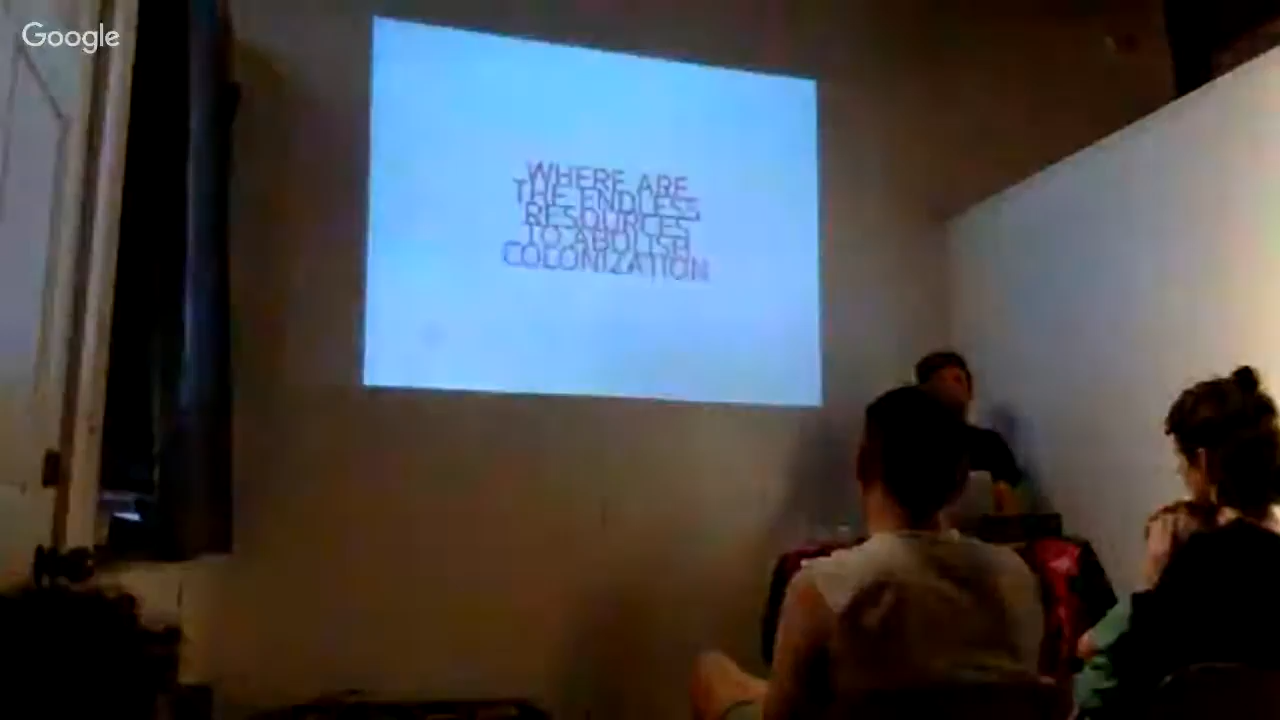 Google
WHERE ARE
THE ENDLESS
RESOURCES
TO ABOLISH
COLONIZATION